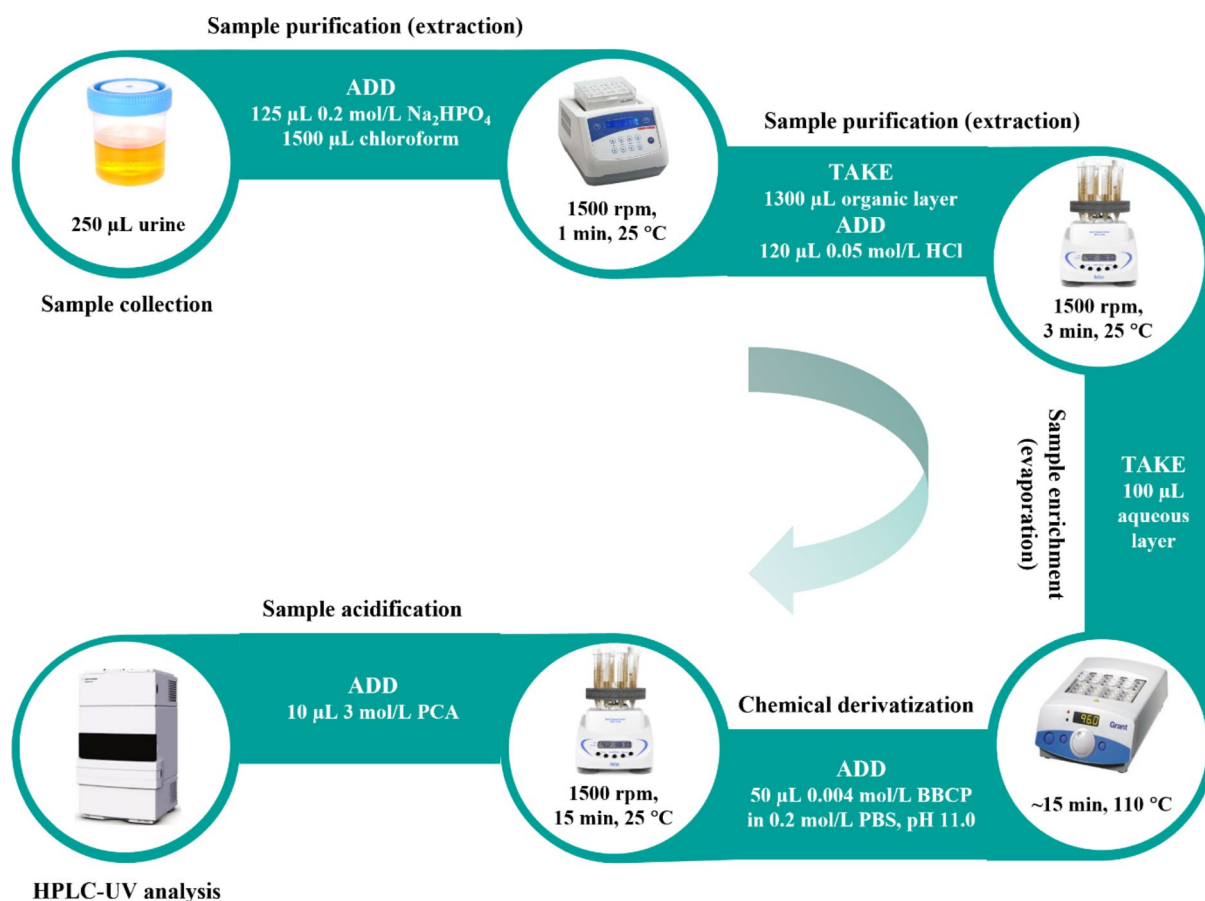 Sample purification (extraction)
ADD
125 µL 0.2 mol/L Na₂HPO₄
1500 µL chloroform
250 µL urine
Sample collection
1500 rpm,
1 min, 25 °C
Sample purification (extraction)
TAKE
1300 µL organic layer
ADD
120 µL 0.05 mol/L HCl
1500 rpm,
3 min, 25 °C
Sample enrichment
(evaporation)
TAKE
100 µL
aqueous
layer
960
Grant
~15 min, 110 °C
Chemical derivatization
ADD
50 µL 0.004 mol/L BBCP
in 0.2 mol/L PBS, pH 11.0
1500 rpm,
15 min, 25 °C
Sample acidification
ADD
10 µL 3 mol/L PCA
HPLC-UV analysis